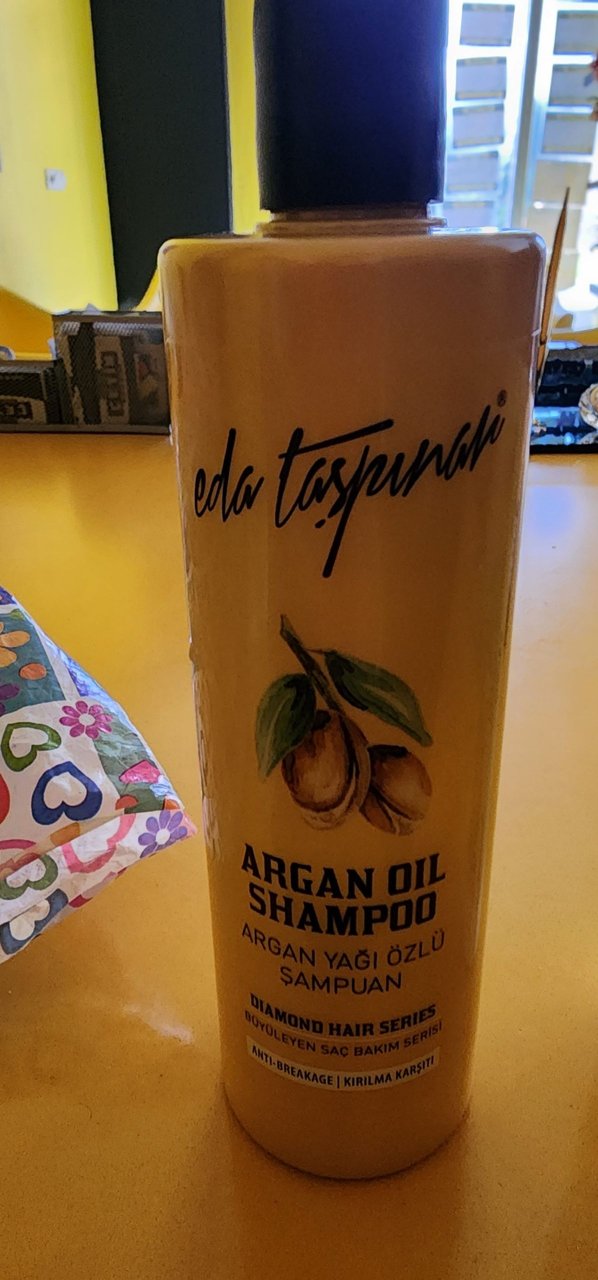 eda taşpınar®
ARGAN OIL
SHAMPOO
ARGAN YAĞI ÖZLÜ
ŞAMPUAN
DIAMOND HAIR SERIES
BÜYÜLEYEN SAÇ BAKIM SERİSİ
ANTI-BREAKAGE | KIRILMA KARŞITI